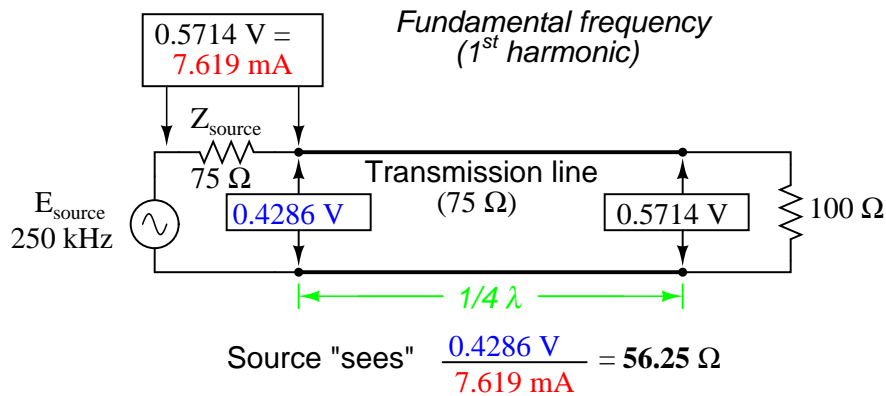 Fundamental frequency
(1st harmonic)
0.5714 V =
7.619 mA
Zsource
75 Ω
Transmission line
(75 Ω)
Esource
250 kHz
0.4286 V
0.5714 V
100 Ω
1/4 λ
Source "sees" 0.4286 V / 7.619 mA = 56.25 Ω